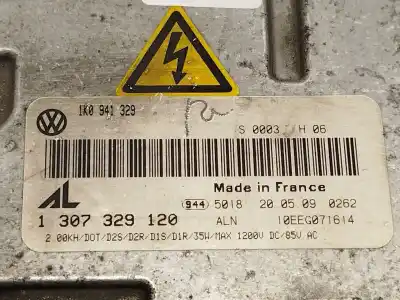 1K0 941 329
S 0003 H 06
Made in France
AL 944 5018 20.05.09 0262
1 307 329 120 ALN 10EEG071614
2.00KH/DOT/D2S/D2R/D1S/D1R/35W/MAX 1200V DC/85V AC